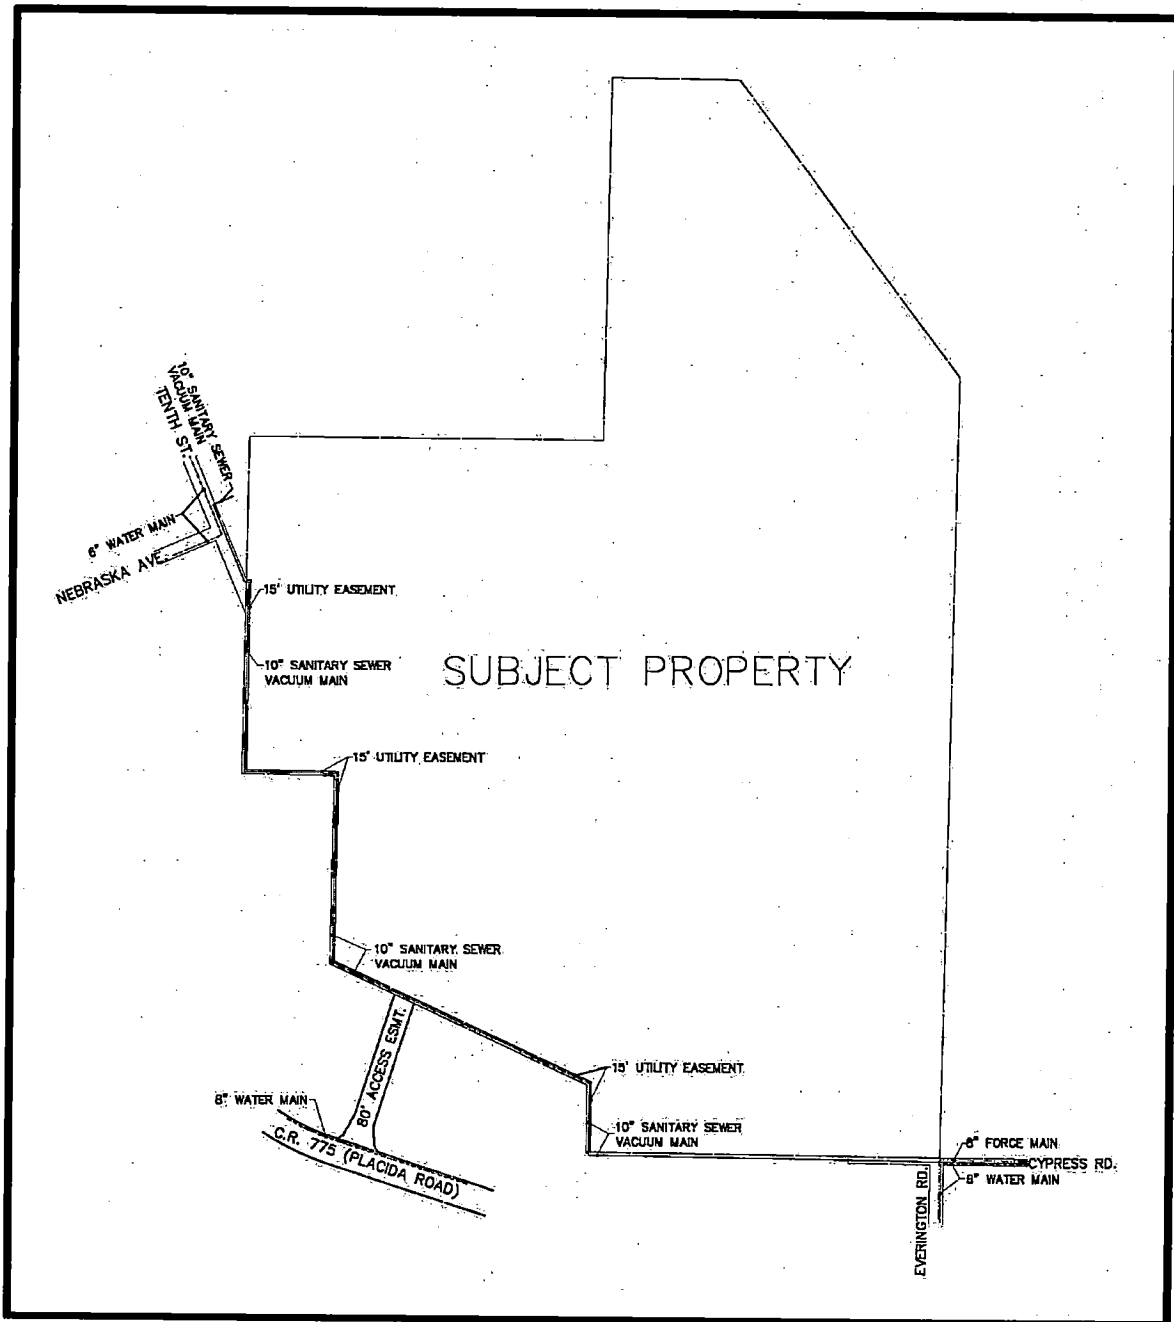 10" SANITARY SEWER
VACUUM MAIN
TENTH ST.
6" WATER MAIN
NEBRASKA AVE.
15' UTILITY EASEMENT
10" SANITARY SEWER
VACUUM MAIN
SUBJECT PROPERTY
15' UTILITY EASEMENT
10" SANITARY SEWER
VACUUM MAIN
80' ACCESS ESMT.
8" WATER MAIN
C.R. 775 (PLACIDA ROAD)
15' UTILITY EASEMENT
10" SANITARY SEWER
VACUUM MAIN
FORCE MAIN
CYPRESS RD.
8" WATER MAIN
EVERINGTON RD.